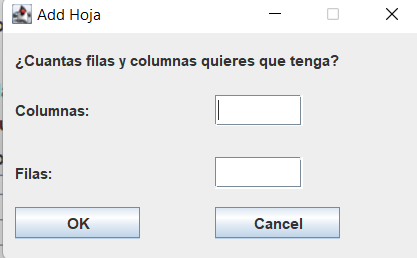 Add Hoja
¿Cuantas filas y columnas quieres que tenga?
Columnas:
Filas:
OK Cancel